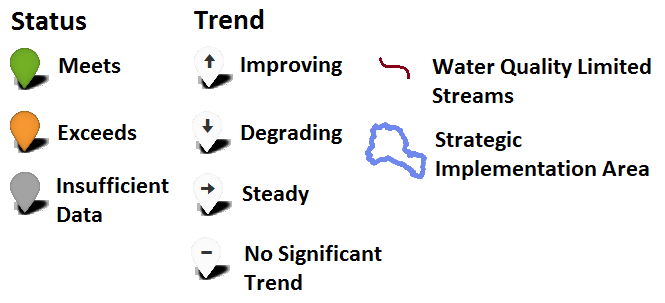 Status
Meets
Exceeds
Insufficient
Data
Trend
Improving
Degrading
Steady
No Significant
Trend
Water Quality Limited
Streams
Strategic
Implementation Area